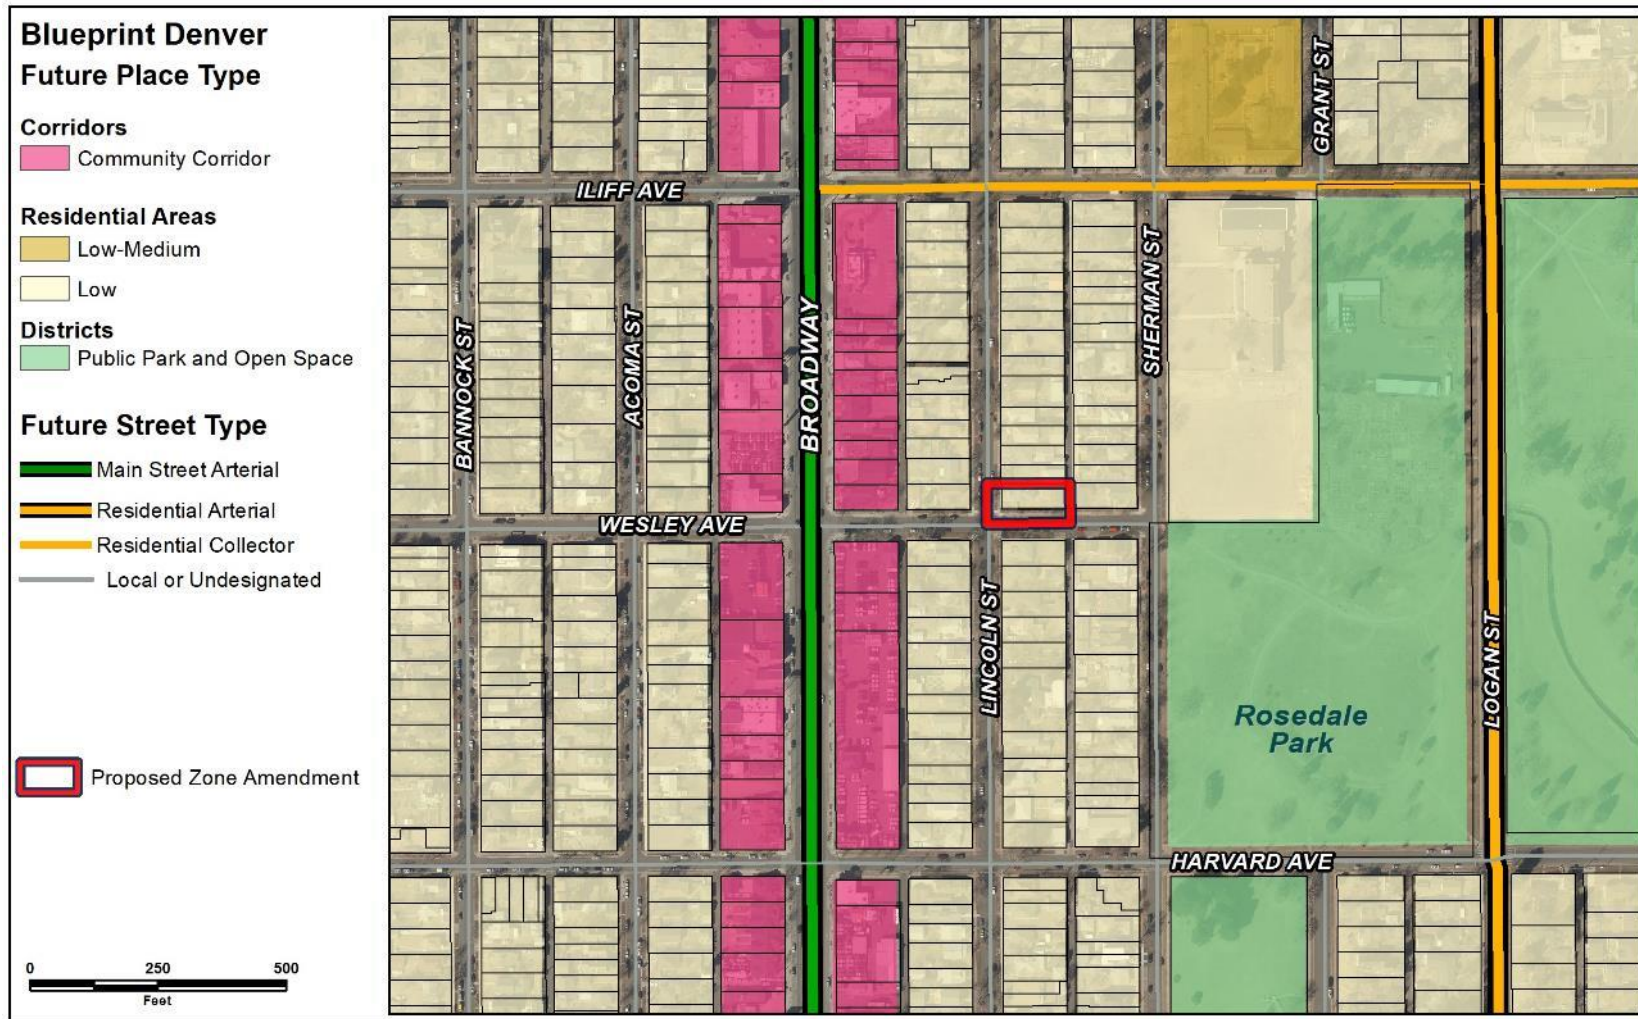 Blueprint Denver
Future Place Type
Corridors
Community Corridor
Residential Areas
Low-Medium
Low
Districts
Public Park and Open Space
Future Street Type
Main Street Arterial
Residential Arterial
Residential Collector
Local or Undesignated
Proposed Zone Amendment
0 250 500
Feet
GRANT ST
ILIFF AVE
BANNOCK ST
ACOMA ST
BROADWAY
SHERMAN ST
WESLEY AVE
LINCOLN ST
LOGAN ST
Rosedale
Park
HARVARD AVE